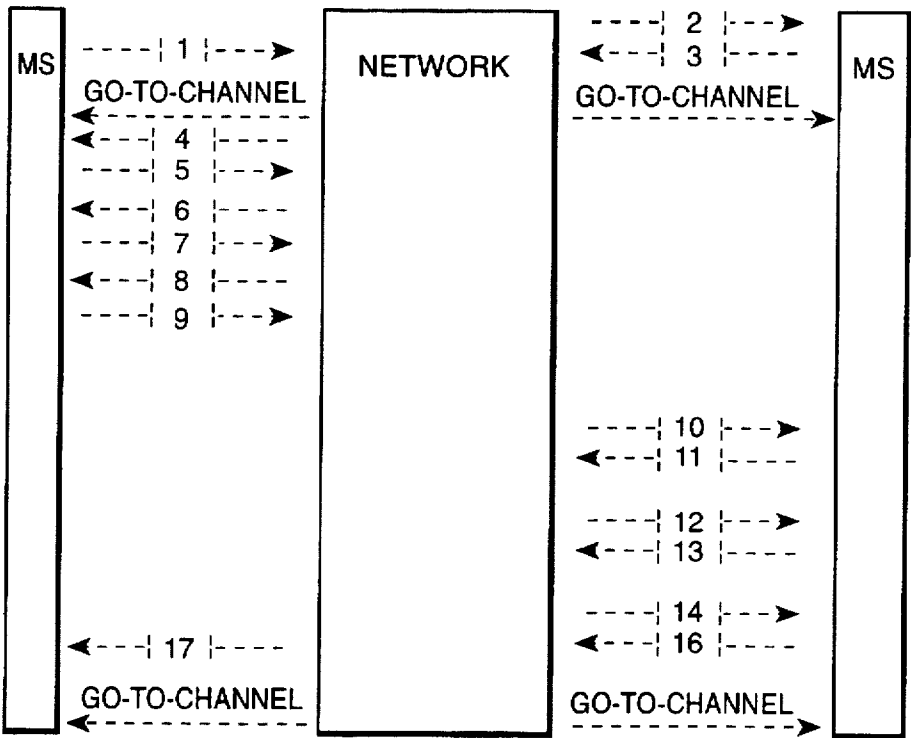 MS
1
GO-TO-CHANNEL
4
5
6
7
8
9
17
GO-TO-CHANNEL
NETWORK
2
3
GO-TO-CHANNEL
10
11
12
13
14
16
GO-TO-CHANNEL
MS